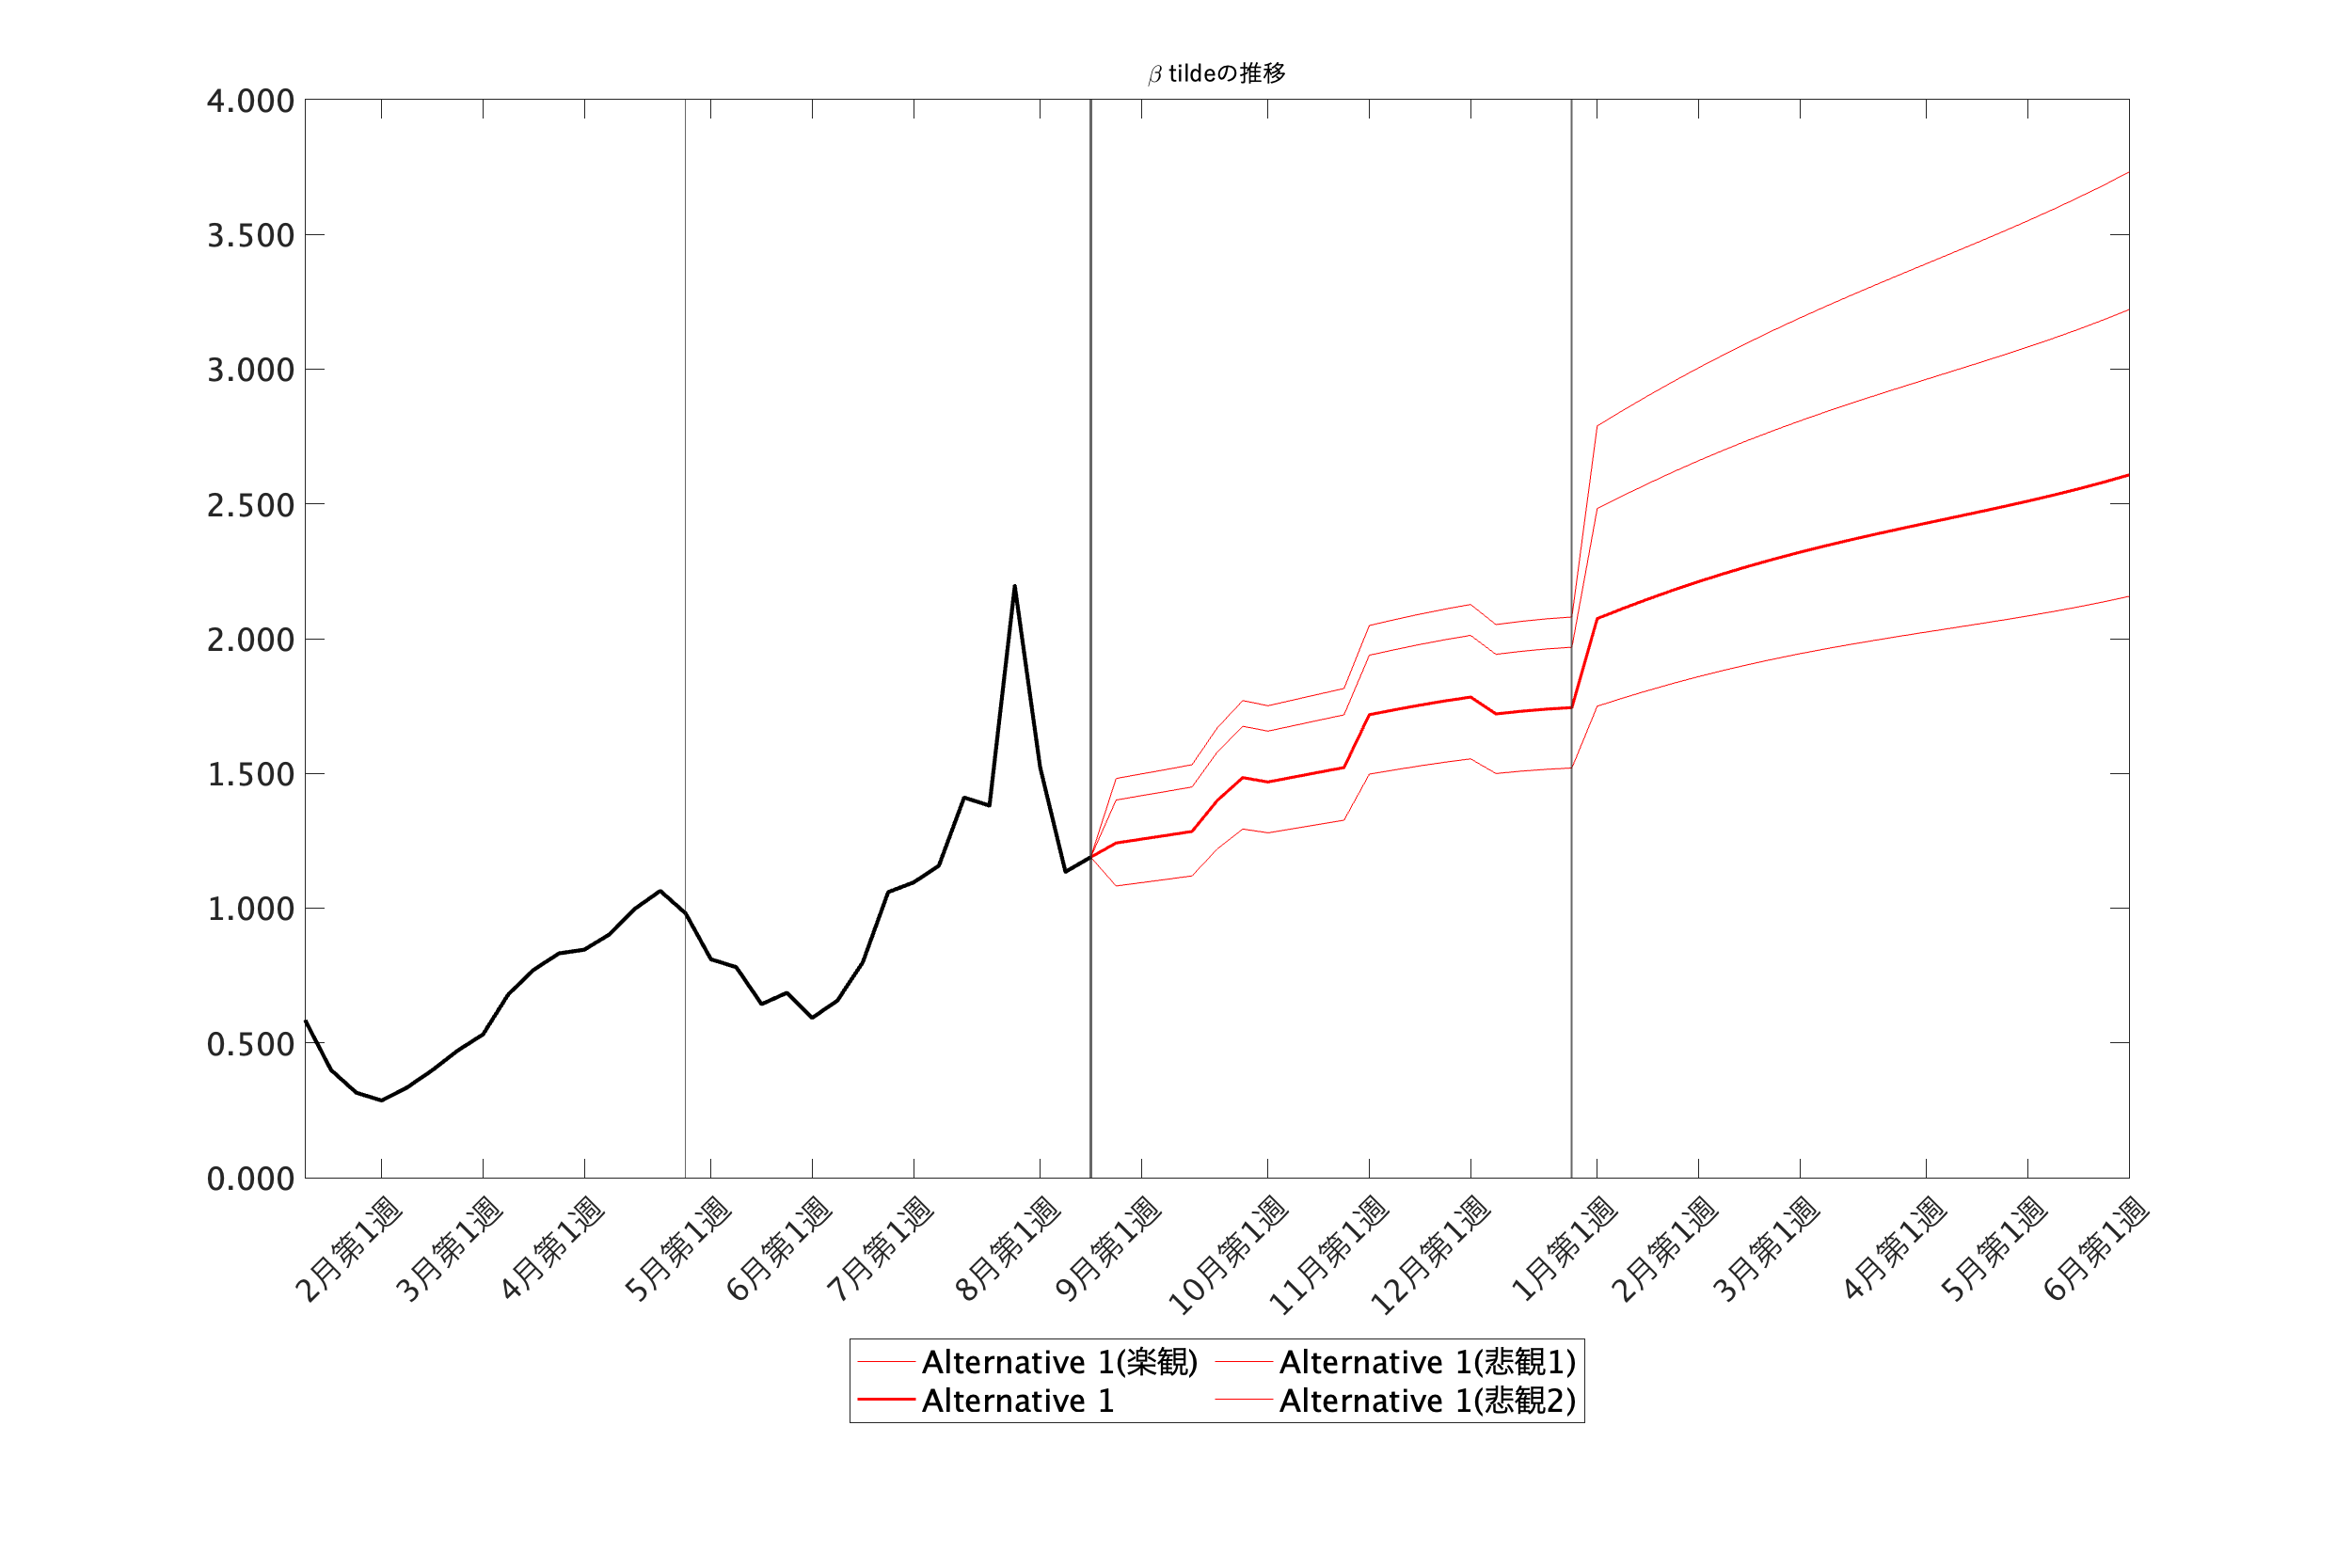 β tildeの推移
4.000
3.500
3.000
2.500
2.000
1.500
1.000
0.500
0.000
2月第1週
3月第1週
4月第1週
5月第1週
6月第1週
7月第1週
8月第1週
9月第1週
10月第1週
11月第1週
12月第1週
1月第1週
2月第1週
3月第1週
4月第1週
5月第1週
6月第1週
Alternative 1(楽観) Alternative 1(悲観1)
Alternative 1 Alternative 1(悲観2)